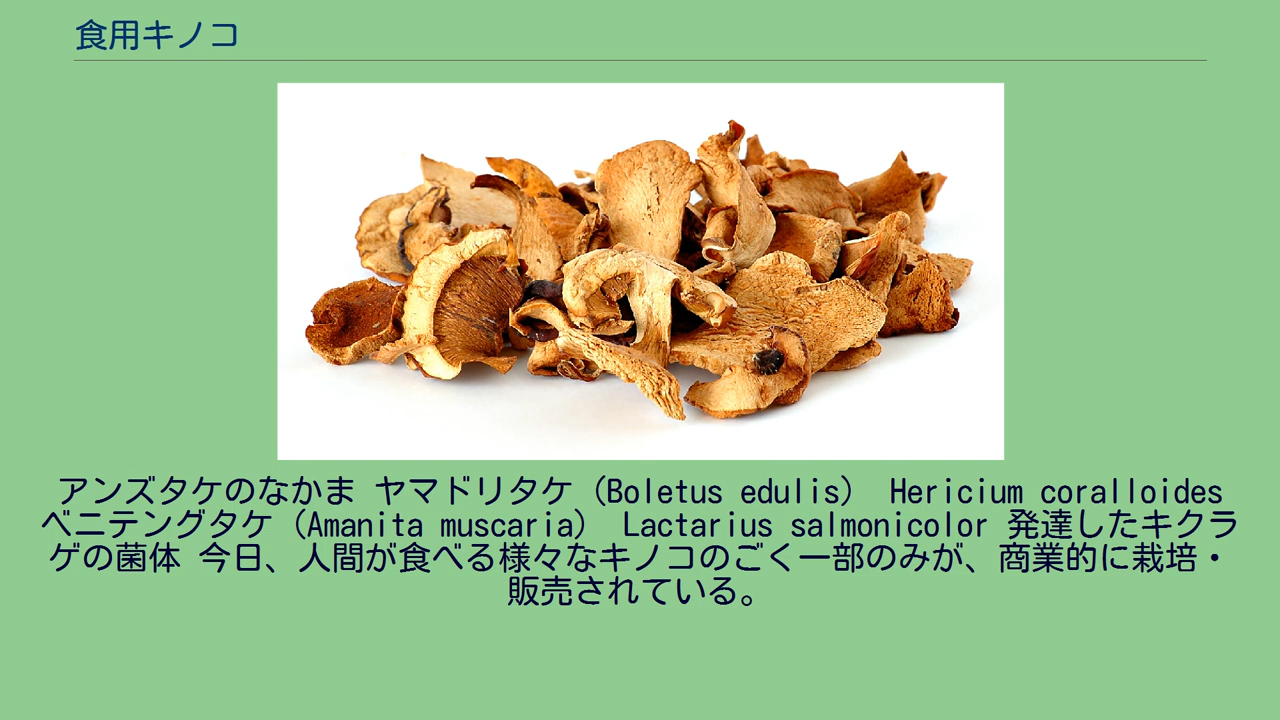 食用キノコ
アンズタケのなかま ヤマドリタケ（Boletus edulis） Hericium coralloides
ベニテングタケ（Amanita muscaria） Lactarius salmonicolor 発達したキクラ
ゲの菌体 今日、人間が食べる様々なキノコのごく一部のみが、商業的に栽培・
販売されている。